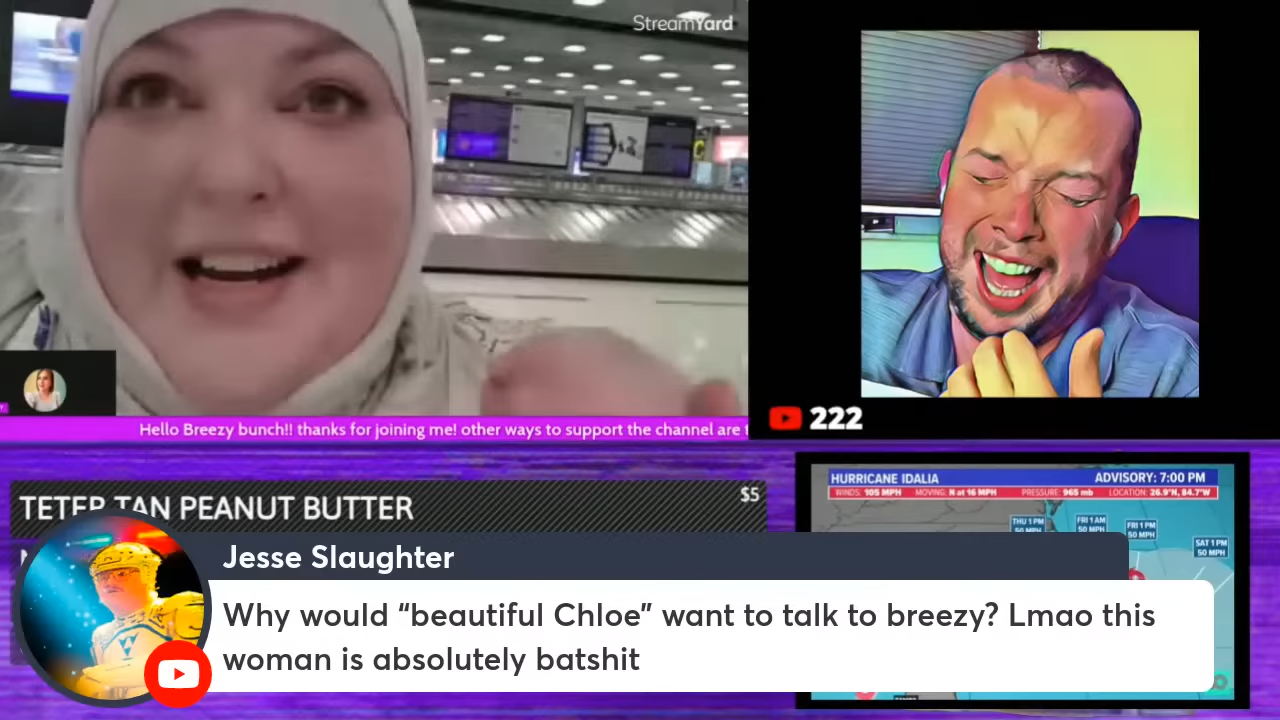 StreamYard
222
Hello Breezy bunch!! thanks for joining me! other ways to support the channel are
TETER TAN PEANUT BUTTER
$5
HURRICANE IDALIA
ADVISORY: 7:00 PM
WINDS: 105 MPH MOVING: N at 16 MPH PRESSURE: 965 mb LOCATION: 26.9°N, 84.7°W
THU 1 PM
50 MPH
FRI 1 AM
50 MPH
FRI 1 PM
50 MPH
SAT 1 PM
50 MPH
Jesse Slaughter
Why would “beautiful Chloe” want to talk to breezy? Lmao this
woman is absolutely batshit